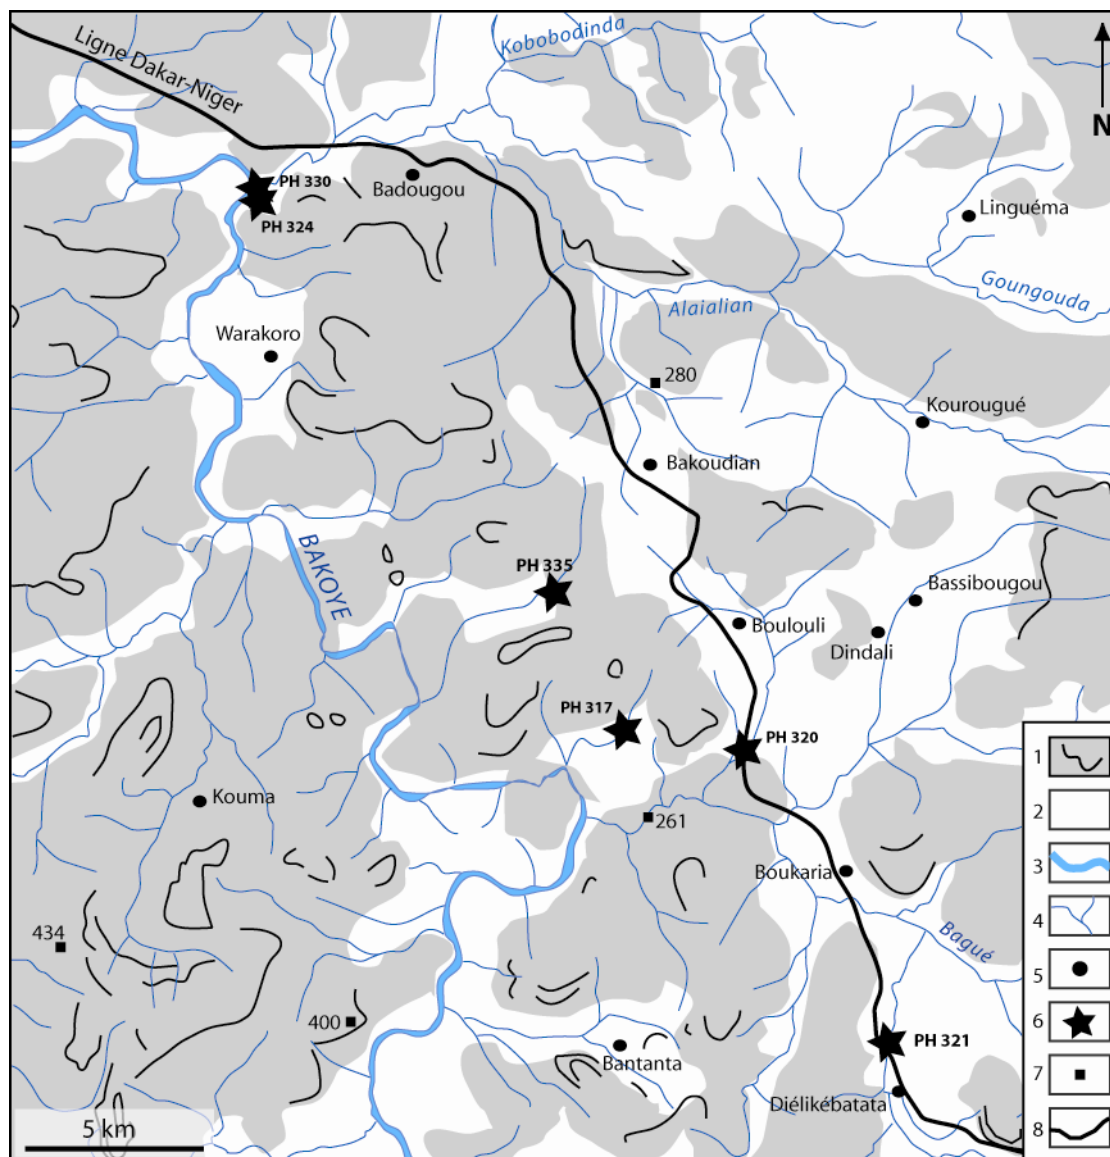 Kobobodinda
Ligne Dakar-Niger
N
PH 330
Badougou
PH 324
Linguéma
Goungouda
Alaialian
Warakoro
280
Kourougué
Bakoudian
BAKOYE
PH 335
Bassibougou
Boulouli
Dindali
PH 317
PH 320
1
Kouma
2
261
3
Boukaria
4
434
Bagué
5
400
6
PH 321
Bantanta
7
Diélikébatata
5 km
8